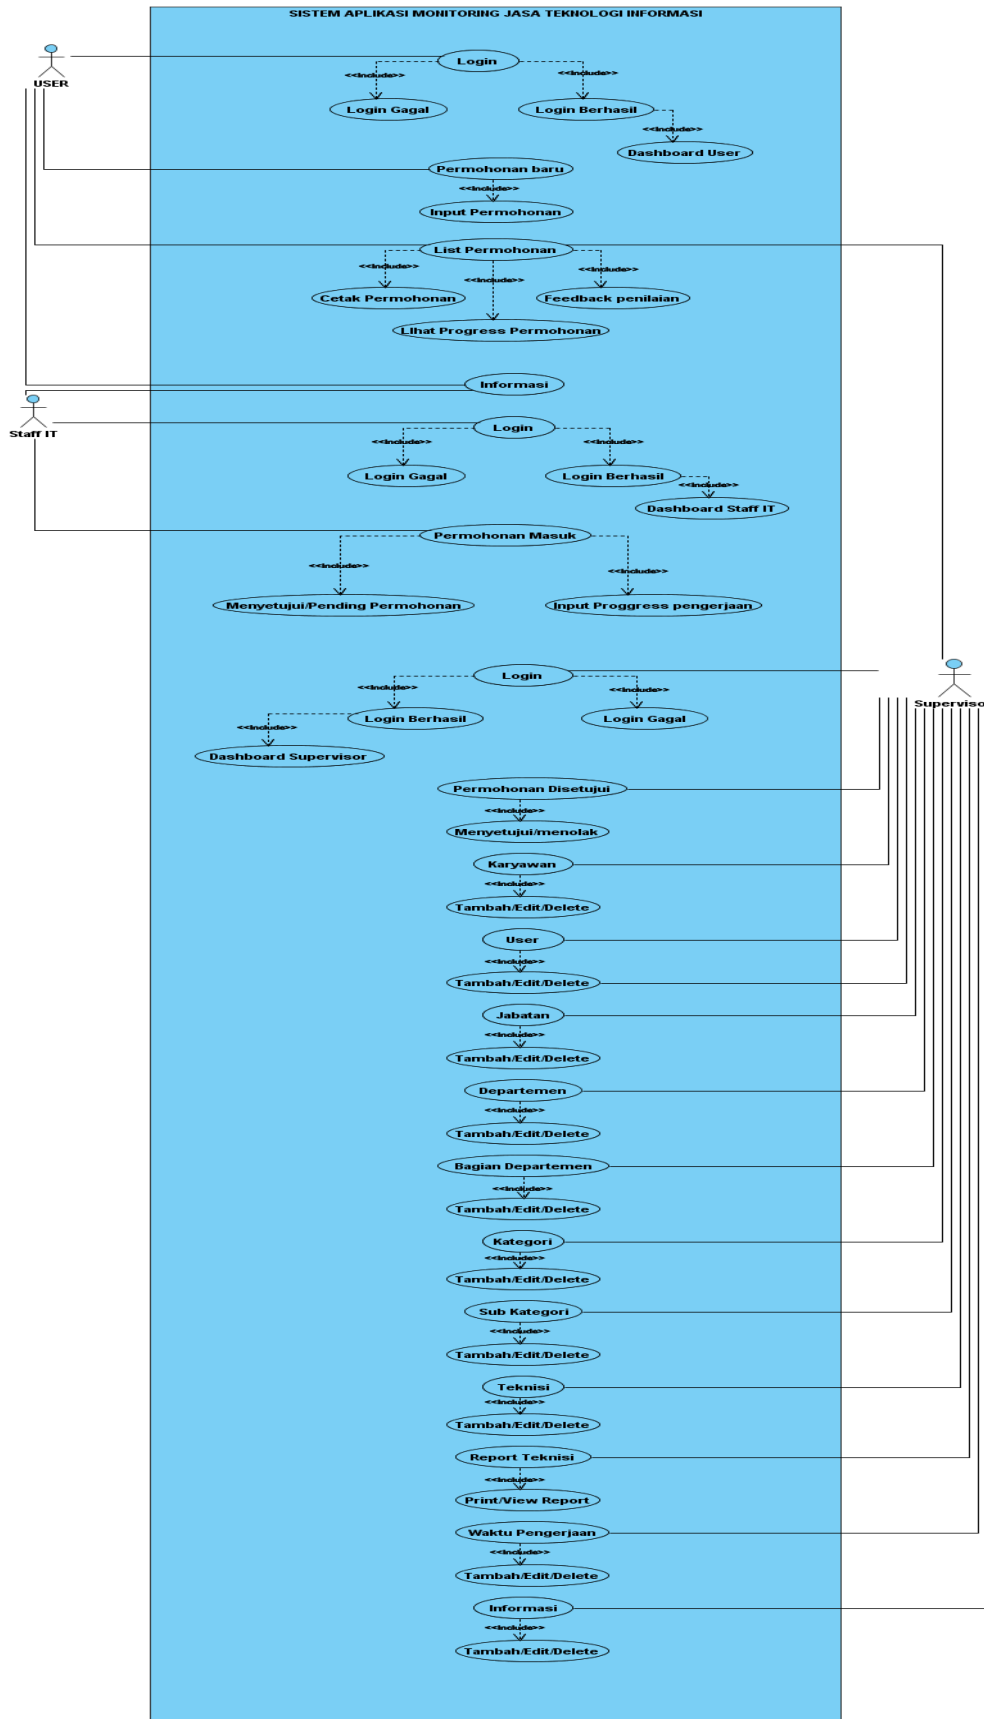 SISTEM APLIKASI MONITORING JASA TEKNOLOGI INFORMASI
USER
Login
<<Include>>
<<Include>>
Login Gagal
Login Berhasil
<<Include>>
Dashboard User
Permohonan baru
<<Include>>
Input Permohonan
List Permohonan
<<Include>>
<<Include>>
<<Include>>
Cetak Permohonan
Feedback penilaian
LIhat Progress Permohonan
Informasi
Staff IT
Login
<<Include>>
<<Include>>
Login Gagal
Login Berhasil
<<Include>>
Dashboard Staff IT
Permohonan Masuk
<<Include>>
<<Include>>
Menyetujui/Pending Permohonan
Input Proggress pengerjaan
Supervisor
Login
<<Include>>
<<Include>>
Login Berhasil
Login Gagal
<<Include>>
Dashboard Supervisor
Permohonan Disetujui
<<Include>>
Menyetujui/menolak
Karyawan
<<Include>>
Tambah/Edit/Delete
User
<<Include>>
Tambah/Edit/Delete
Jabatan
<<Include>>
Tambah/Edit/Delete
Departemen
<<Include>>
Tambah/Edit/Delete
Bagian Departemen
<<Include>>
Tambah/Edit/Delete
Kategori
<<Include>>
Tambah/Edit/Delete
Sub Kategori
<<Include>>
Tambah/Edit/Delete
Teknisi
<<Include>>
Tambah/Edit/Delete
Report Teknisi
<<Include>>
Print/View Report
Waktu Pengerjaan
<<Include>>
Tambah/Edit/Delete
Informasi
<<Include>>
Tambah/Edit/Delete